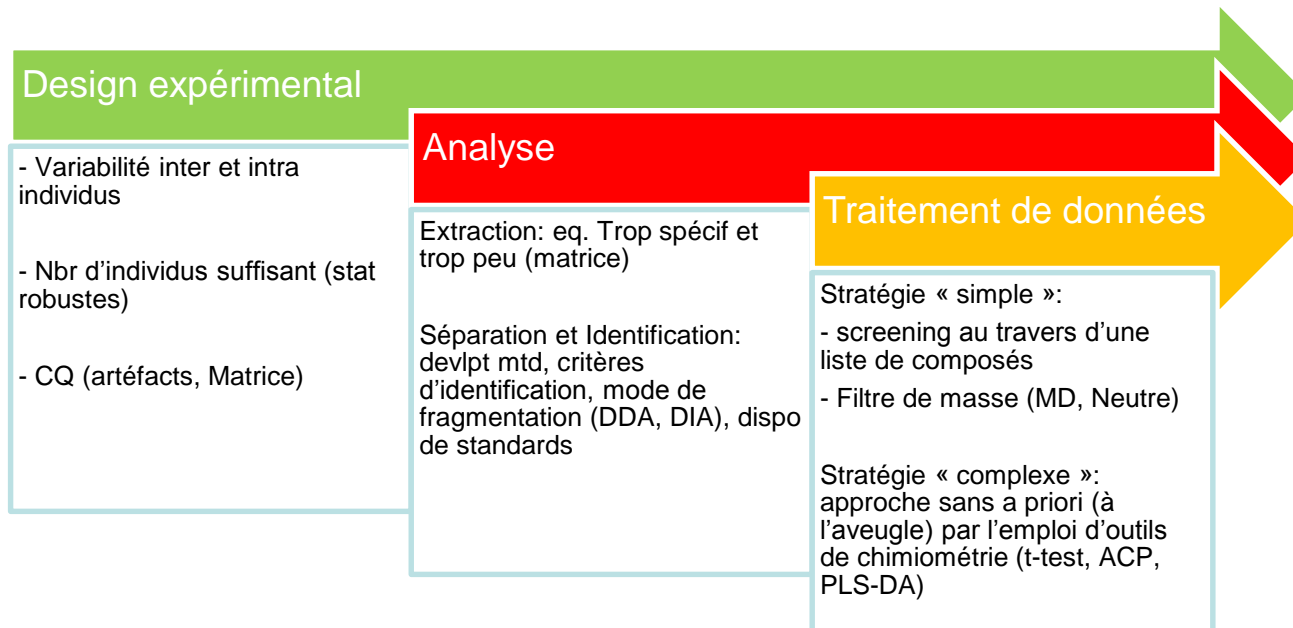 Design expérimental
- Variabilité inter et intra
individus
- Nbr d’individus suffisant (stat
robustes)
- CQ (artéfacts, Matrice)
Analyse
Extraction: eq. Trop spécif et
trop peu (matrice)
Séparation et Identification:
devlpt mtd, critères
d’identification, mode de
fragmentation (DDA, DIA), dispo
de standards
Traitement de données
Stratégie « simple »:
- screening au travers d’une
liste de composés
- Filtre de masse (MD, Neutre)
Stratégie « complexe »:
approche sans a priori (à
l’aveugle) par l’emploi d’outils
de chimiométrie (t-test, ACP,
PLS-DA)